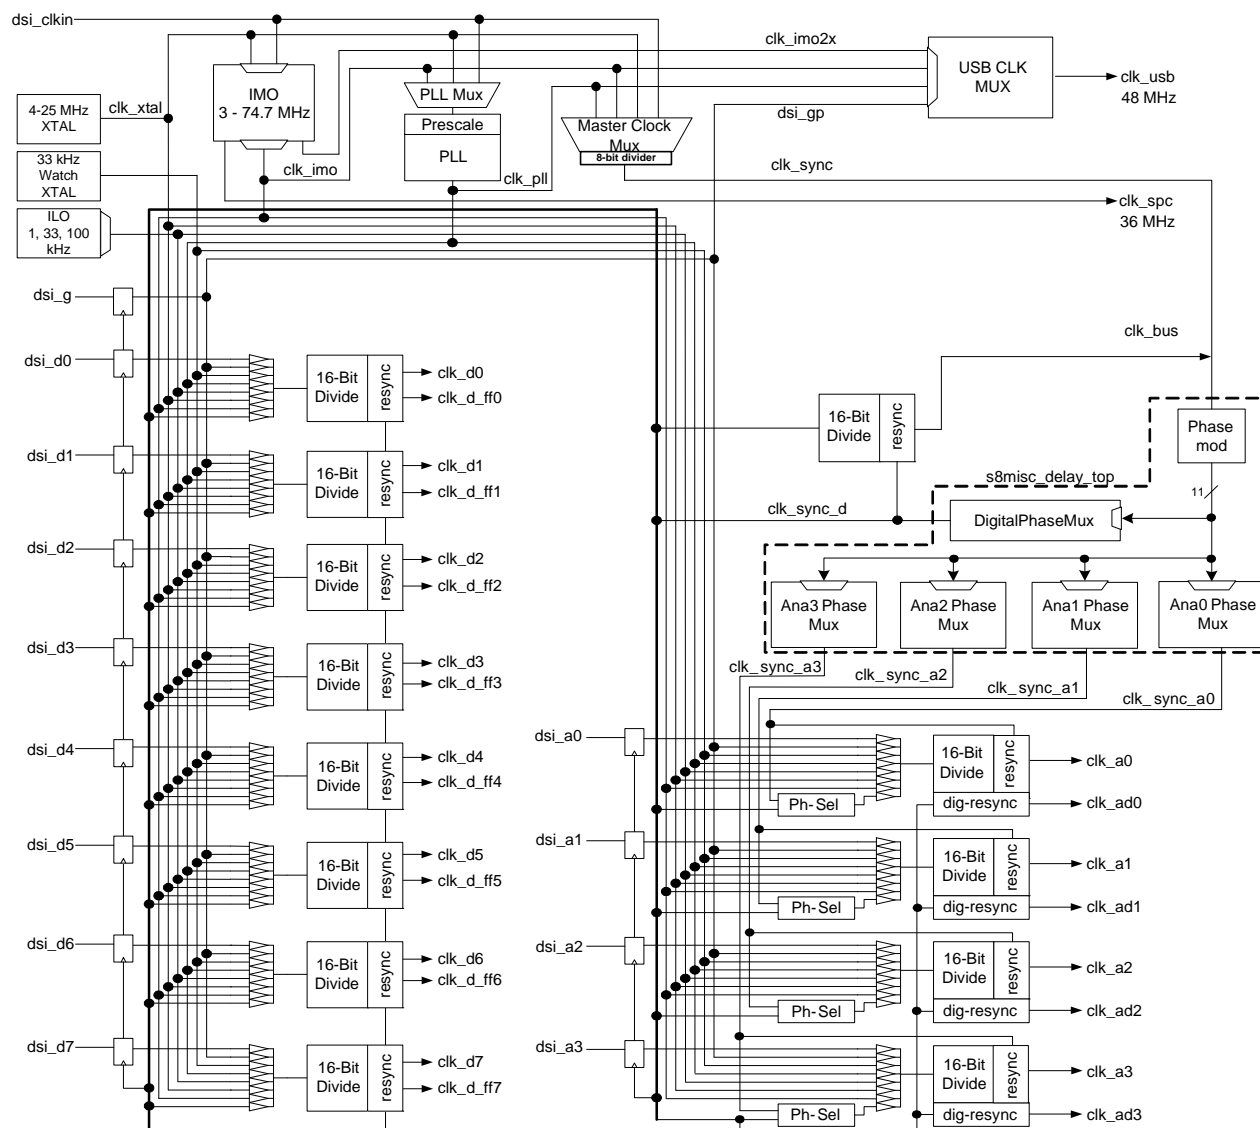 dsi_clkin
clk_imo2x
USB CLK
MUX
clk_usb
48 MHz
IMO
3 - 74.7 MHz
PLL Mux
Prescale
PLL
4-25 MHz
XTAL
clk_xtal
dsi_gp
Master Clock
Mux
8-bit divider
33 kHz
Watch
XTAL
clk_imo
clk_pll
clk_sync
clk_spc
36 MHz
ILO
1, 33, 100
kHz
dsi_g
clk_bus
dsi_d0
16-Bit
Divide
resync
clk_d0
clk_d_ff0
16-Bit
Divide
resync
Phase
mod
dsi_d1
16-Bit
Divide
resync
clk_d1
clk_d_ff1
s8misc_delay_top
11
clk_sync_d
DigitalPhaseMux
dsi_d2
16-Bit
Divide
resync
clk_d2
clk_d_ff2
Ana3 Phase
Mux
Ana2 Phase
Mux
Ana1 Phase
Mux
Ana0 Phase
Mux
dsi_d3
16-Bit
Divide
resync
clk_d3
clk_d_ff3
clk_sync_a3
clk_sync_a2
clk_sync_a1
clk_sync_a0
dsi_d4
16-Bit
Divide
resync
clk_d4
clk_d_ff4
dsi_a0
16-Bit
Divide
resync
clk_a0
Ph-Sel
dig-resync
clk_ad0
dsi_d5
16-Bit
Divide
resync
clk_d5
clk_d_ff5
dsi_a1
16-Bit
Divide
resync
clk_a1
Ph-Sel
dig-resync
clk_ad1
dsi_d6
16-Bit
Divide
resync
clk_d6
clk_d_ff6
dsi_a2
16-Bit
Divide
resync
clk_a2
Ph-Sel
dig-resync
clk_ad2
dsi_d7
16-Bit
Divide
resync
clk_d7
clk_d_ff7
dsi_a3
16-Bit
Divide
resync
clk_a3
Ph-Sel
dig-resync
clk_ad3